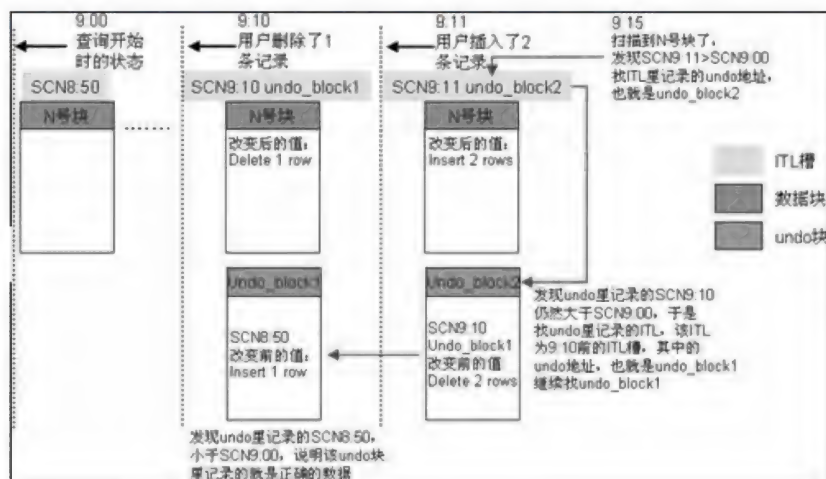 9:00
查询开始
时的状态
9:10
用户删除了1
条记录
9:11
用户插入了2
条记录
9 15
扫描到N号块了，
发现SCN9:11>SCN9:00
找ITL里记录的undo地址，
也就是undo_block2
SCN8:50
SCN9:10 undo_block1
SCN9:11 undo_block2
N号块
N号块
N号块
改变后的值：
Delete 1 row
改变后的值：
Insert 2 rows
ITL槽
数据块
undo块
Undo_block1
SCN8:50
改变前的值：
Insert 1 row
Undo_block2
SCN9:10
Undo_block1
改变前的值
Delete 2 rows
发现undo里记录的SCN9:10
仍然大于SCN9:00，于是
找undo里记录的ITL，该ITL
为9:10前的ITL槽，其中的
undo地址，也就是undo_block1
继续找undo_block1
发现undo里记录的SCN8:50，
小于SCN9:00，说明该undo块
里记录的就是正确的数据